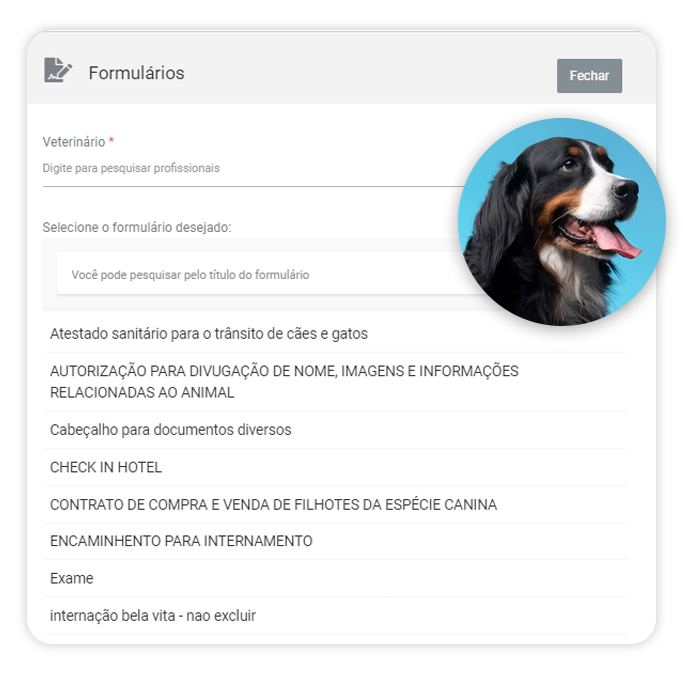 Formulários
Fechar
Veterinário *
Digite para pesquisar profissionais
Selecione o formulário desejado:
Você pode pesquisar pelo título do formulário
Atestado sanitário para o trânsito de cães e gatos
AUTORIZAÇÃO PARA DIVUGAÇÃO DE NOME, IMAGENS E INFORMAÇÕES
RELACIONADAS AO ANIMAL
Cabeçalho para documentos diversos
CHECK IN HOTEL
CONTRATO DE COMPRA E VENDA DE FILHOTES DA ESPÉCIE CANINA
ENCAMINHENTO PARA INTERNAMENTO
Exame
internação bela vita - nao excluir